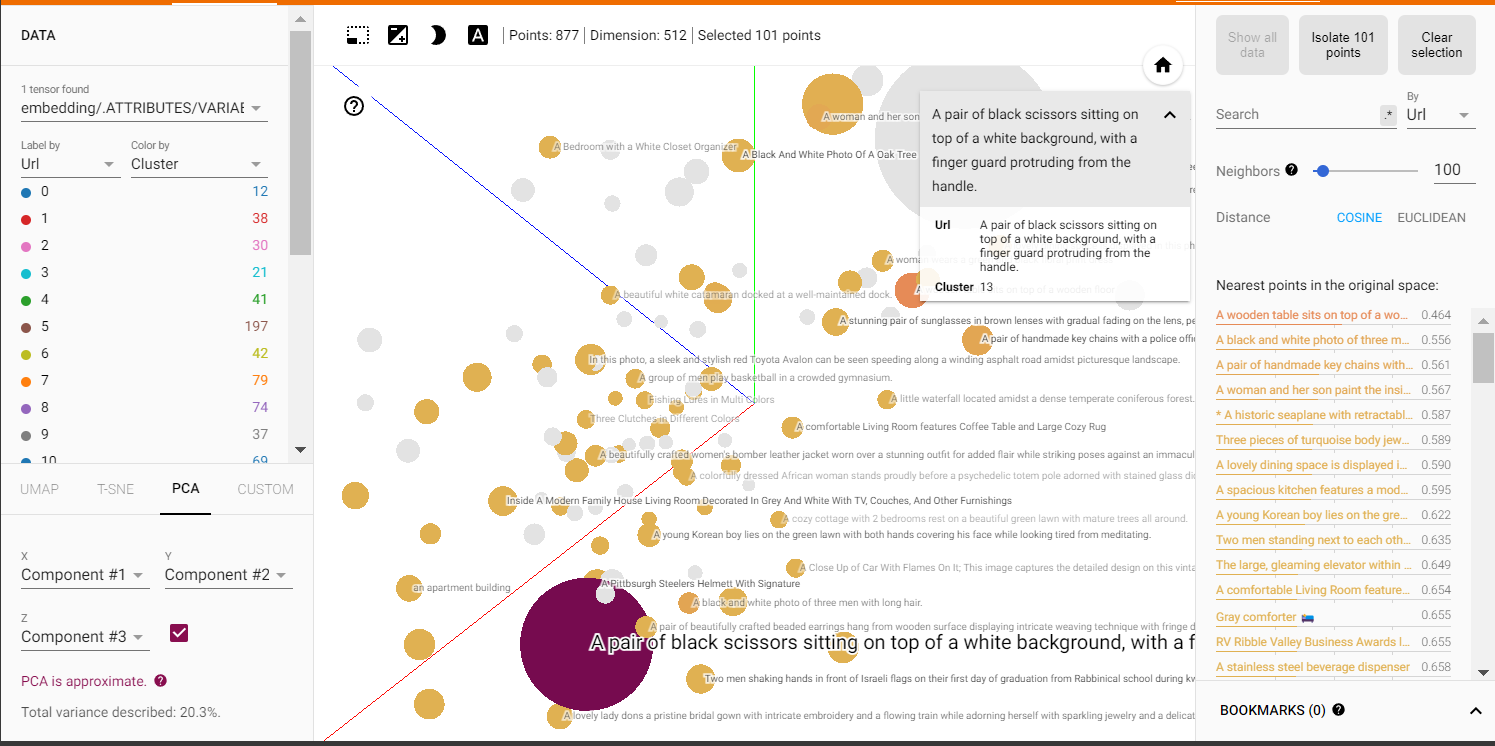 DATA
1 tensor found
embedding/.ATTRIBUTES/VARIAE
Label by
Color by
Url
Cluster
0 12
1 38
2 30
3 21
4 41
5 197
6 42
7 79
8 74
9 37
10 69
UMAP
T-SNE
PCA
CUSTOM
X
Y
Component #1
Component #2
Z
Component #3
PCA is approximate.
Total variance described: 20.3%.
Points: 877 | Dimension: 512 | Selected 101 points
A woman and her son
A Bedroom with a White Closet Organizer
A Black And White Photo Of A Oak Tree
A pair of black scissors sitting on
top of a white background, with a
finger guard protruding from the
handle.
Url
A pair of black scissors sitting on
top of a white background, with a
finger guard protruding from the
handle.
Cluster 13
A beautiful white catamaran docked at a well-maintained dock.
A stunning pair of sunglasses in brown lenses with gradual fading on the lens, pe
A pair of handmade key chains with a police offi
In this photo, a sleek and stylish red Toyota Avalon can be seen speeding along a winding asphalt road amidst picturesque landscape.
A group of men play basketball in a crowded gymnasium.
Fishing Lures in Multi Colors
A little waterfall located amidst a dense temperate coniferous forest.
Three Clutches in Different Colors
A comfortable Living Room features Coffee Table and Large Cozy Rug
A beautifully crafted women's bomber leather jacket worn over a stunning outfit for added flair while striking poses against an immacul
A colorfully dressed African woman stands proudly before a psychedelic totem pole adorned with stained glass di
Inside A Modern Family House Living Room Decorated In Grey And White With TV, Couches, And Other Furnishings
A cozy cottage with 2 bedrooms rest on a beautiful green lawn with mature trees all around.
A young Korean boy lies on the green lawn with both hands covering his face while looking tired from meditating.
A Close Up of Car With Flames On It; This image captures the detailed design on this vinta
A Pittbsurgh Steelers Helmett With Signature
an apartment building
A black and white photo of three men with long hair.
A pair of beautifully crafted beaded earrings hang from wooden surface displaying intricate weaving technique with fringe d
A pair of black scissors sitting on top of a white background, with a f
Two men shaking hands in front of Israeli flags on their first day of graduation from Rabbinical school during kw
A lovely lady dons a pristine bridal gown with intricate embroidery and a flowing train while adorning herself with sparkling jewelry and a delicat
Show all
data
Isolate 101
points
Clear
selection
Search
.*
By
Url
Neighbors
100
Distance
COSINE
EUCLIDEAN
Nearest points in the original space:
A wooden table sits on top of a wo... 0.464
A black and white photo of three m... 0.556
A pair of handmade key chains with... 0.561
A woman and her son paint the insi... 0.567
* A historic seaplane with retractabl... 0.587
Three pieces of turquoise body jew... 0.589
A lovely dining space is displayed i... 0.590
A spacious kitchen features a mod... 0.595
A young Korean boy lies on the gre... 0.622
Two men standing next to each oth... 0.635
The large, gleaming elevator within ... 0.649
A comfortable Living Room feature... 0.654
Gray comforter 🛌 0.655
RV Ribble Valley Business Awards l... 0.655
A stainless steel beverage dispenser 0.658
BOOKMARKS (0)